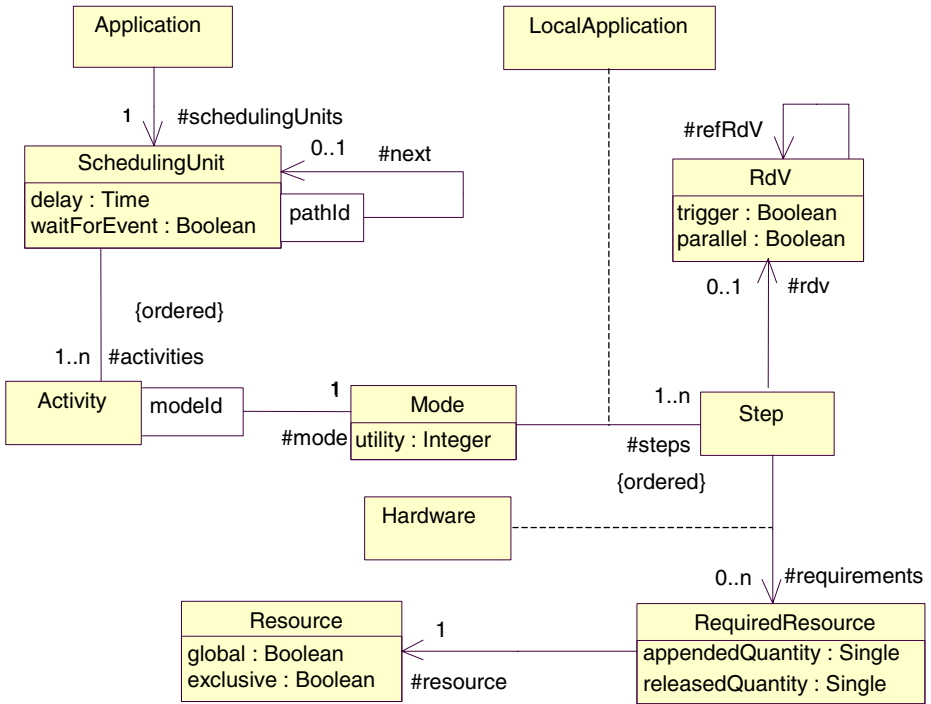 Application
LocalApplication
1
#schedulingUnits
0..1
#next
#refRdV
SchedulingUnit
delay : Time
waitForEvent : Boolean
pathId
RdV
trigger : Boolean
parallel : Boolean
0..1
#rdv
{ordered}
1..n
#activities
Activity
modeId
1
#mode
Mode
utility : Integer
1..n
#steps
{ordered}
Step
Hardware
0..n
#requirements
Resource
global : Boolean
exclusive : Boolean
1
#resource
RequiredResource
appendedQuantity : Single
releasedQuantity : Single